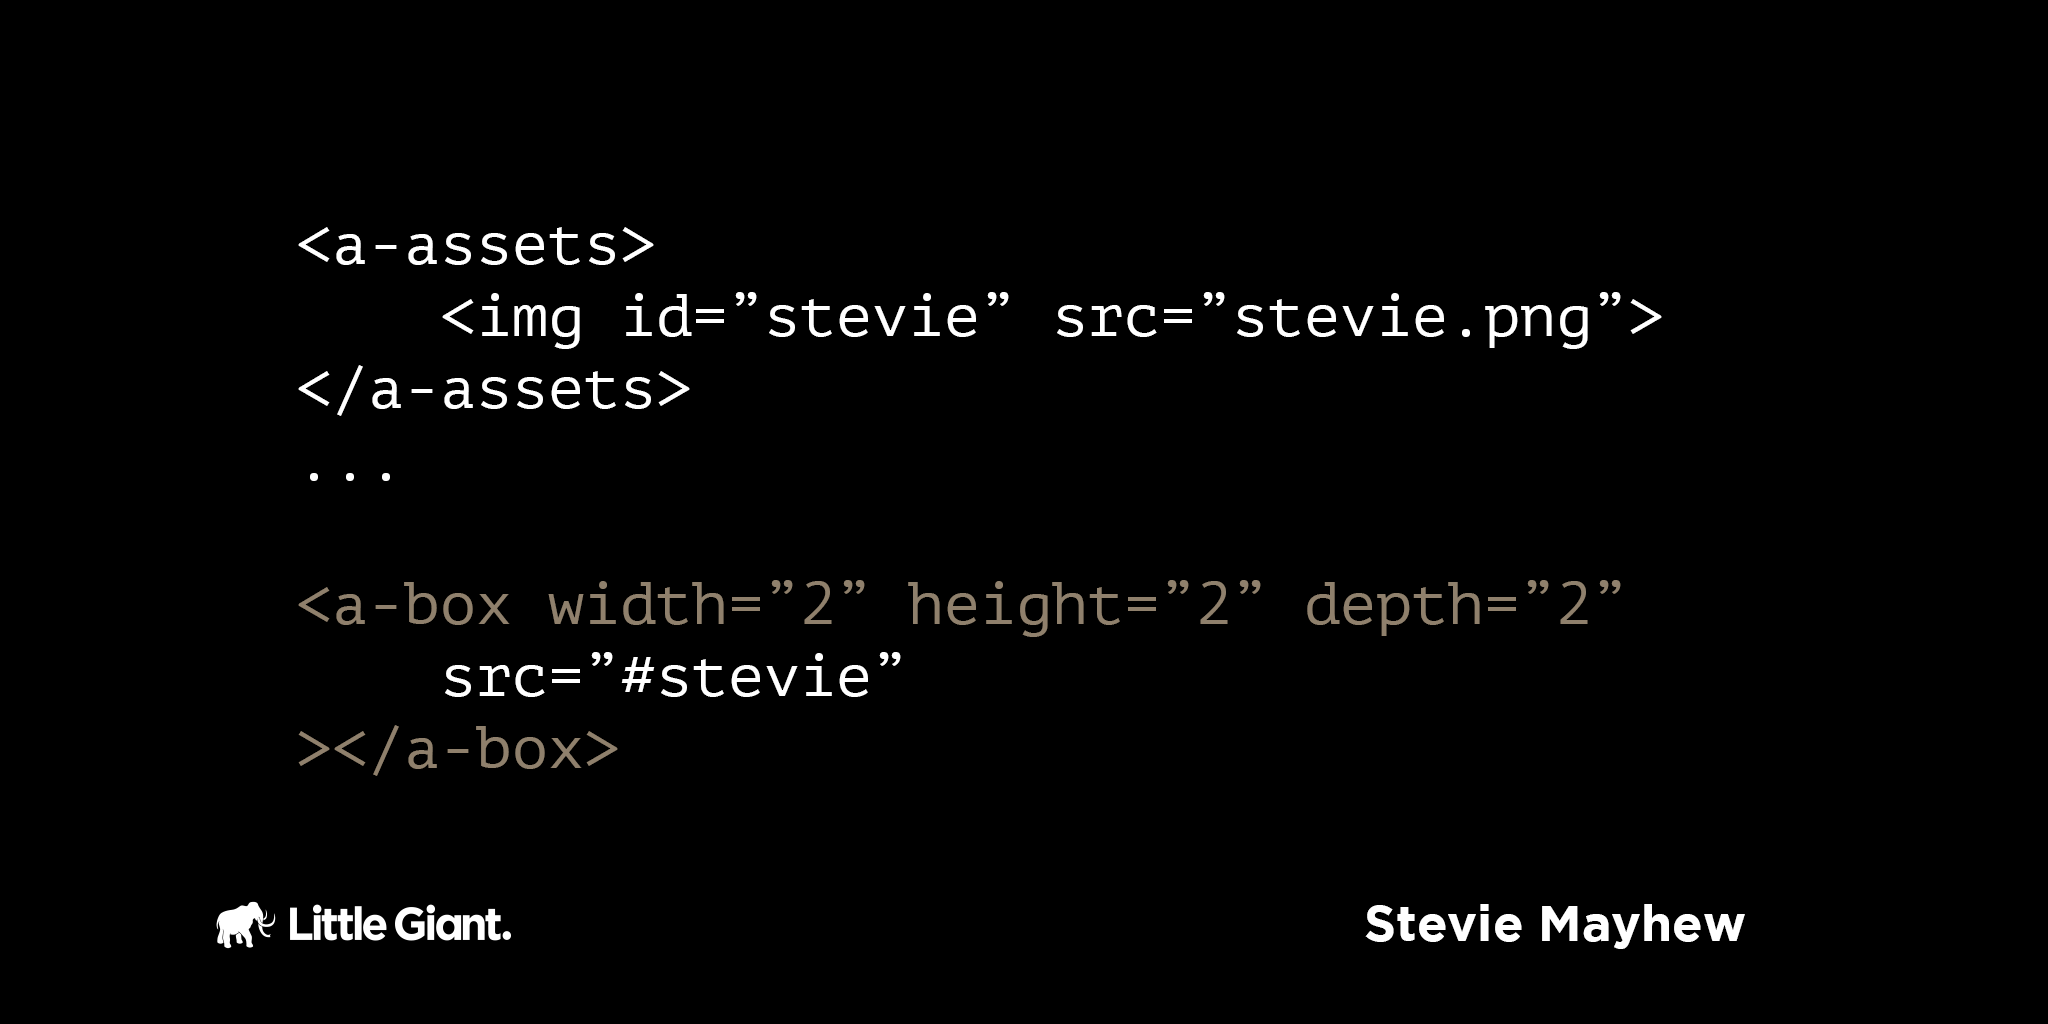 <a-assets>
    <img id=”stevie” src=”stevie.png”>
</a-assets>
...
<a-box width=”2” height=”2” depth=”2”
    src=”#stevie”
></a-box>
Little Giant.
Stevie Mayhew